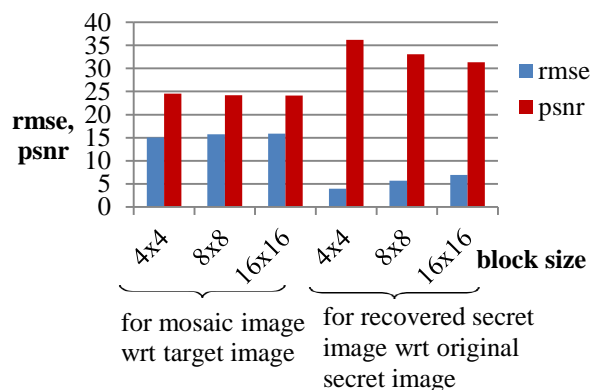 40
35
30
25
20
15
10
5
0
rmse,
psnr
rmse
psnr
4x4
8x8
16x16
4x4
8x8
16x16
block size
for mosaic image
wrt target image
for recovered secret
image wrt original
secret image